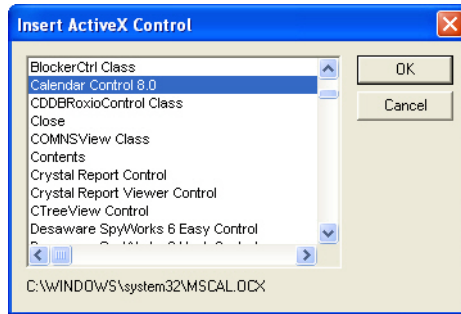 Insert ActiveX Control
BlockerCtrl Class
Calendar Control 8.0
CDDBRoxioControl Class
Close
COMNSView Class
Contents
Crystal Report Control
Crystal Report Viewer Control
CTreeView Control
Desaware SpyWorks 6 Easy Control
OK
Cancel
C:\WINDOWS\system32\MSCAL.OCX